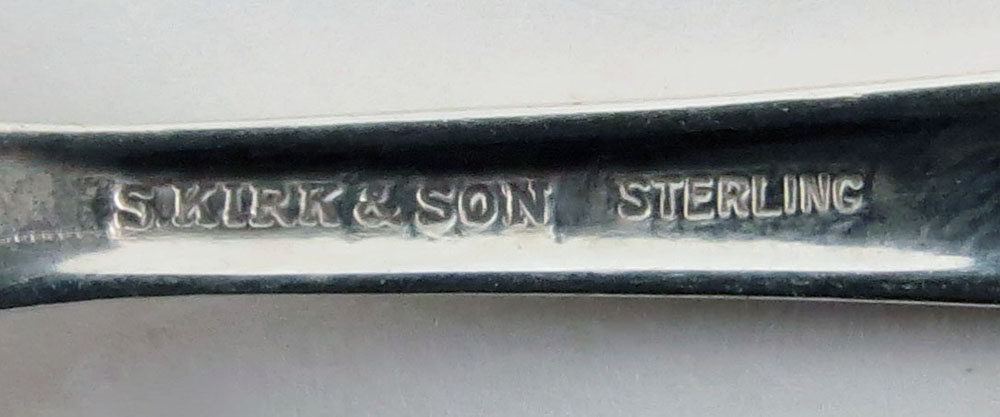 S. KIRK & SON STERLING